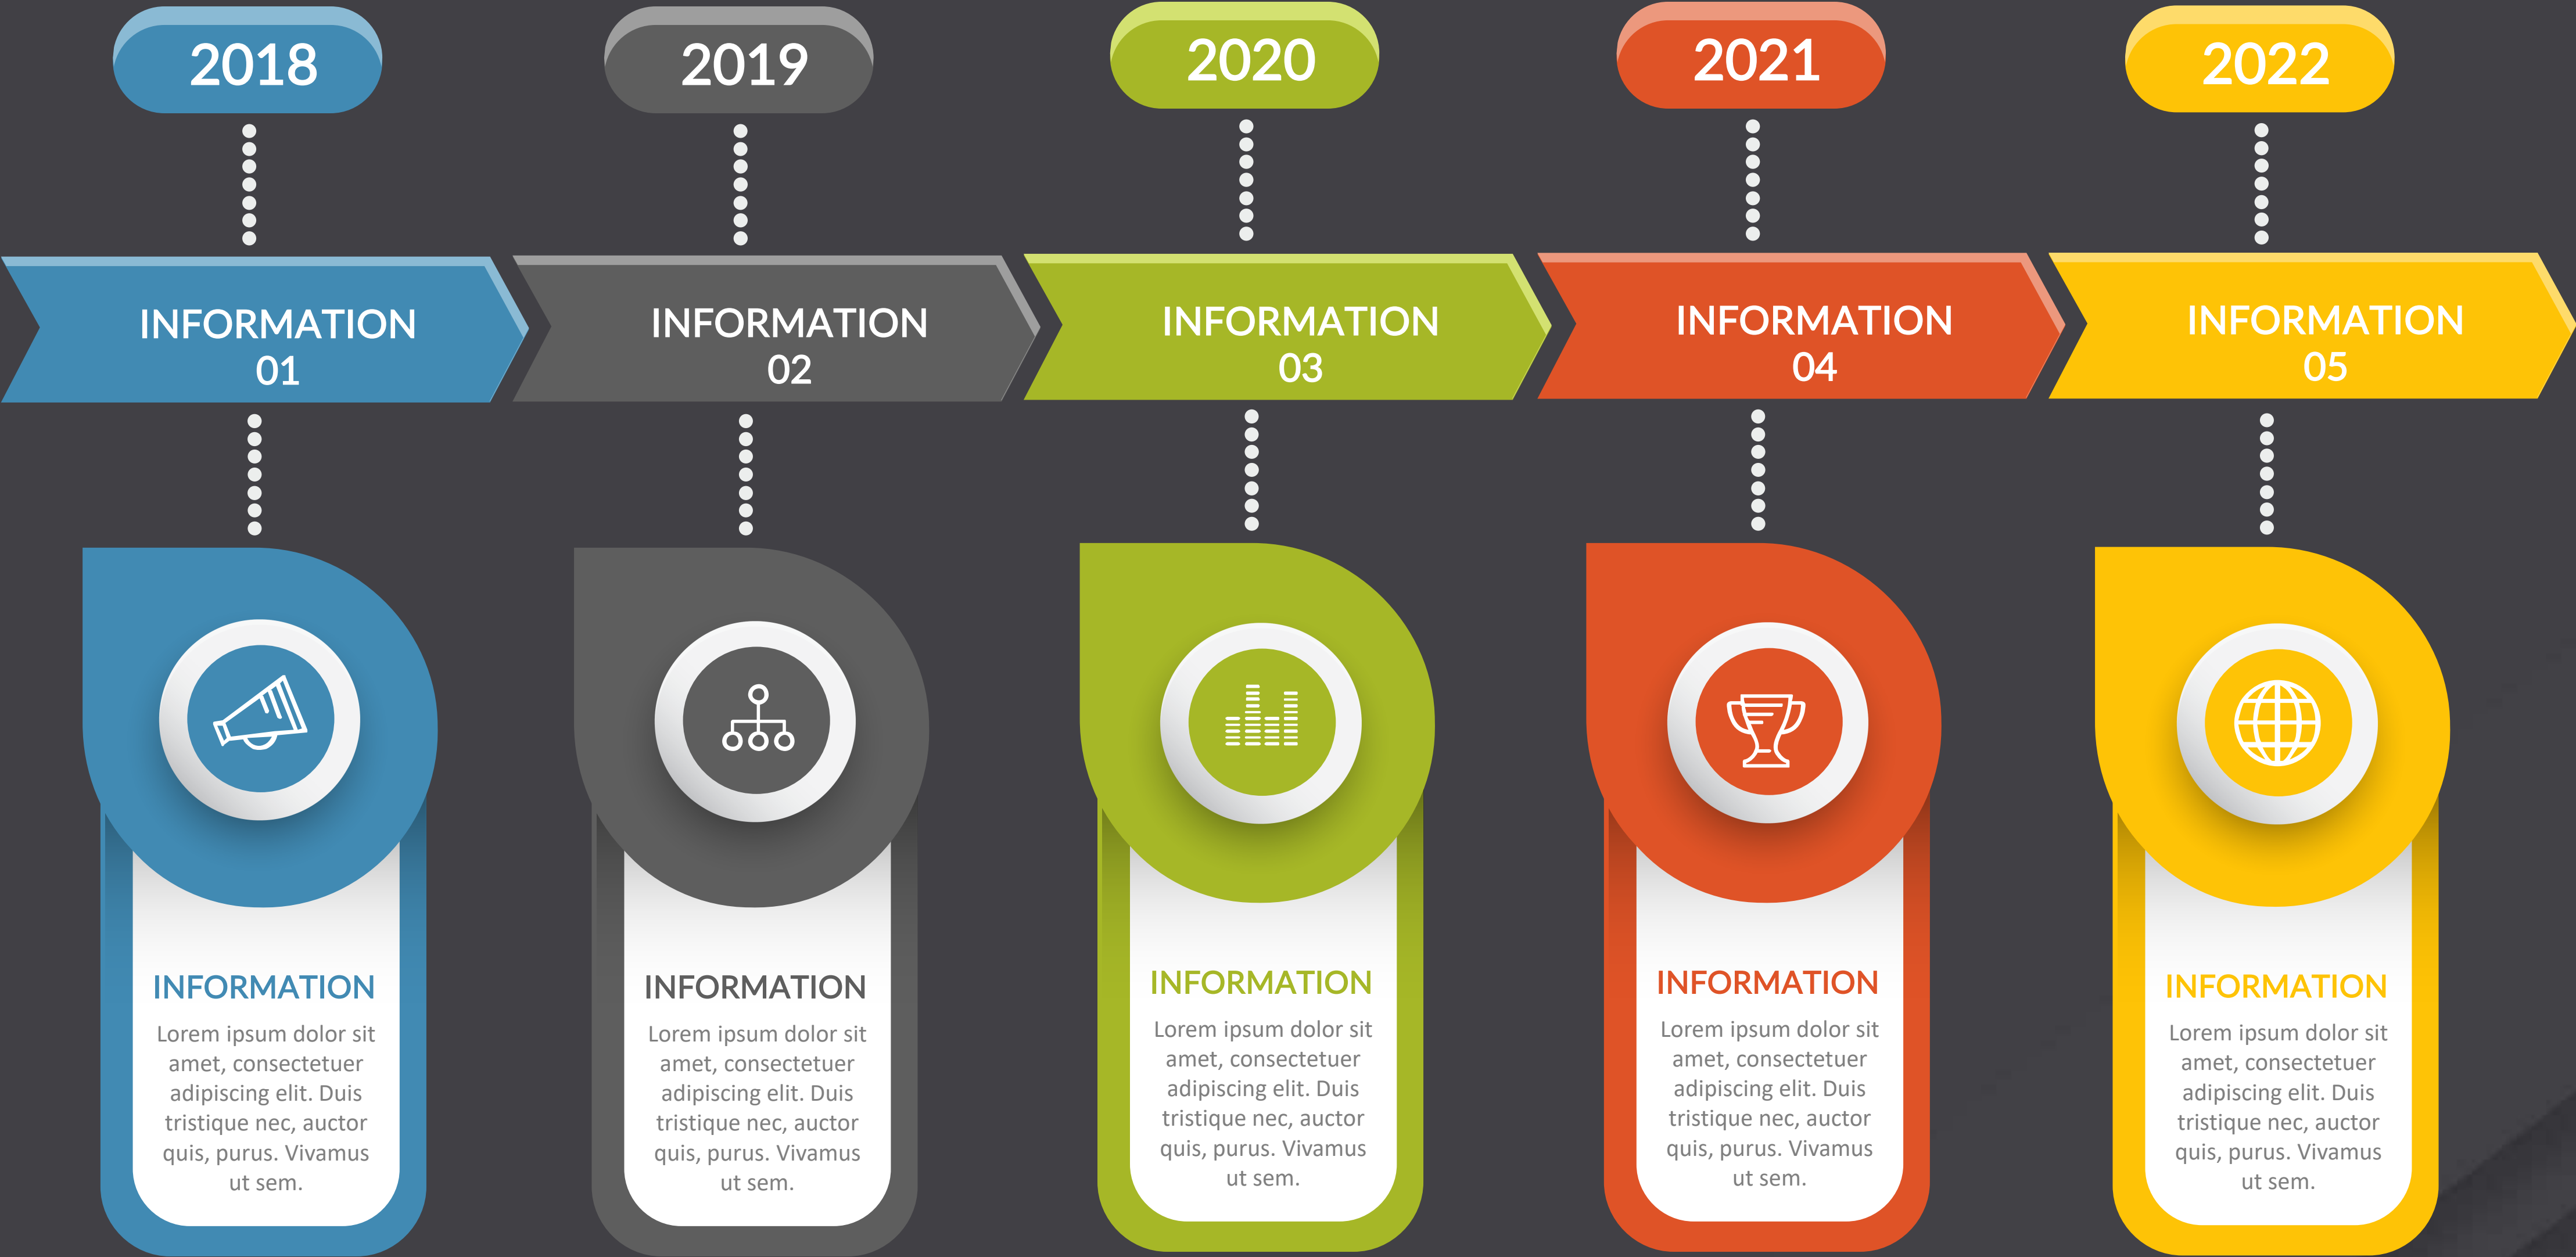 2018
2019
2020
2021
2022
INFORMATION
01
INFORMATION
02
INFORMATION
03
INFORMATION
04
INFORMATION
05
INFORMATION
Lorem ipsum dolor sit
amet, consectetuer
adipiscing elit. Duis
tristique nec, auctor
quis, purus. Vivamus
ut sem.
INFORMATION
Lorem ipsum dolor sit
amet, consectetuer
adipiscing elit. Duis
tristique nec, auctor
quis, purus. Vivamus
ut sem.
INFORMATION
Lorem ipsum dolor sit
amet, consectetuer
adipiscing elit. Duis
tristique nec, auctor
quis, purus. Vivamus
ut sem.
INFORMATION
Lorem ipsum dolor sit
amet, consectetuer
adipiscing elit. Duis
tristique nec, auctor
quis, purus. Vivamus
ut sem.
INFORMATION
Lorem ipsum dolor sit
amet, consectetuer
adipiscing elit. Duis
tristique nec, auctor
quis, purus. Vivamus
ut sem.